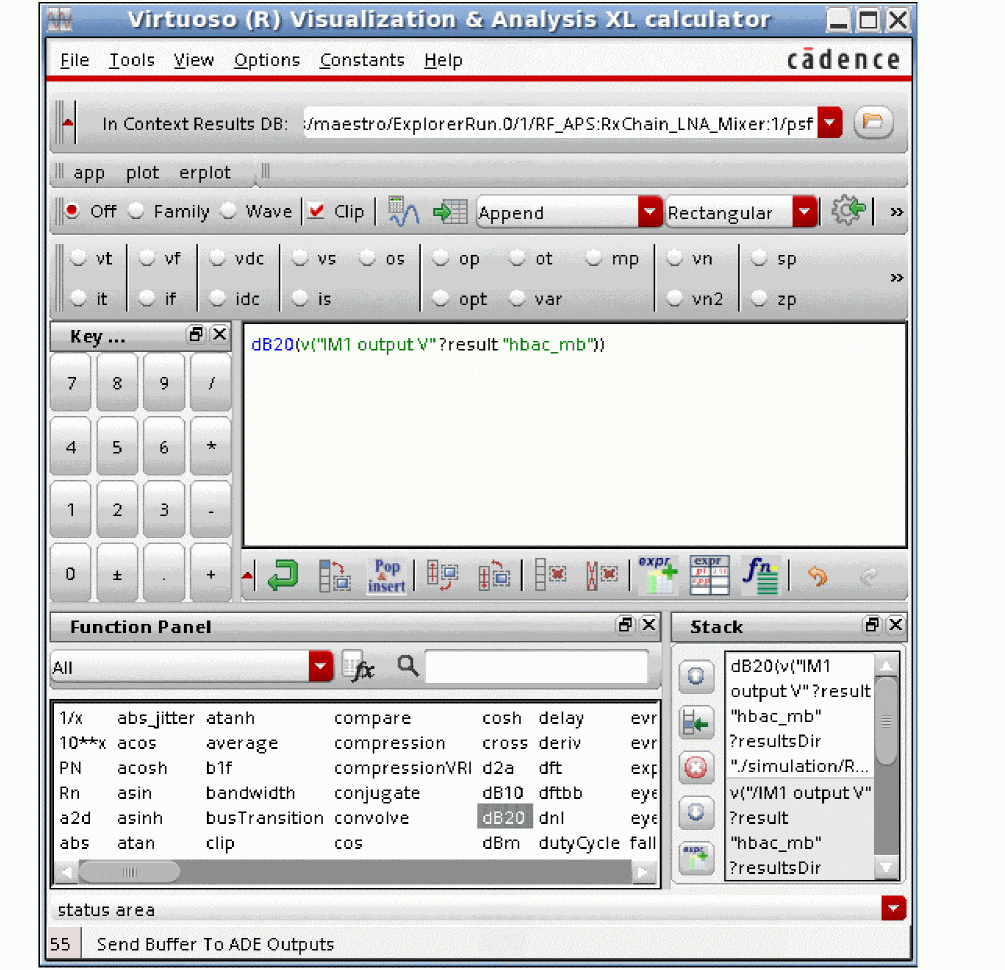 Virtuoso (R) Visualization & Analysis XL calculator
File Tools View Options Constants Help
cādence
In Context Results DB: :/maestro/ExplorerRun.0/1/RF_APS:RxChain_LNA_Mixer:1/psf
app plot erplot
Off Family Wave Clip Append Rectangular »
vt vf vdc vs os op ot mp vn sp
»
it if idc is opt var vn2 zp
Key ...
dB20(v("IM1 output V" ?result "hbac_mb"))
7 8 9 /
4 5 6 *
1 2 3 -
0 ± . +
Pop & insert expr expr fn
Function Panel
All fx
1/x abs_jitter atanh compare cosh delay evr
10**x acos average compression cross deriv evr
PN acosh b1f compressionVRI d2a dft exp
Rn asin bandwidth conjugate dB10 dftbb eye
a2d asinh busTransition convolve dB20 dnl eye
abs atan clip cos dBm dutyCycle fall
Stack
dB20(v("IM1
output V" ?result
"hbac_mb"
?resultsDir
"./simulation/R...
v("/IM1 output V"
?result
"hbac_mb"
?resultsDir
expr
status area
55 Send Buffer To ADE Outputs